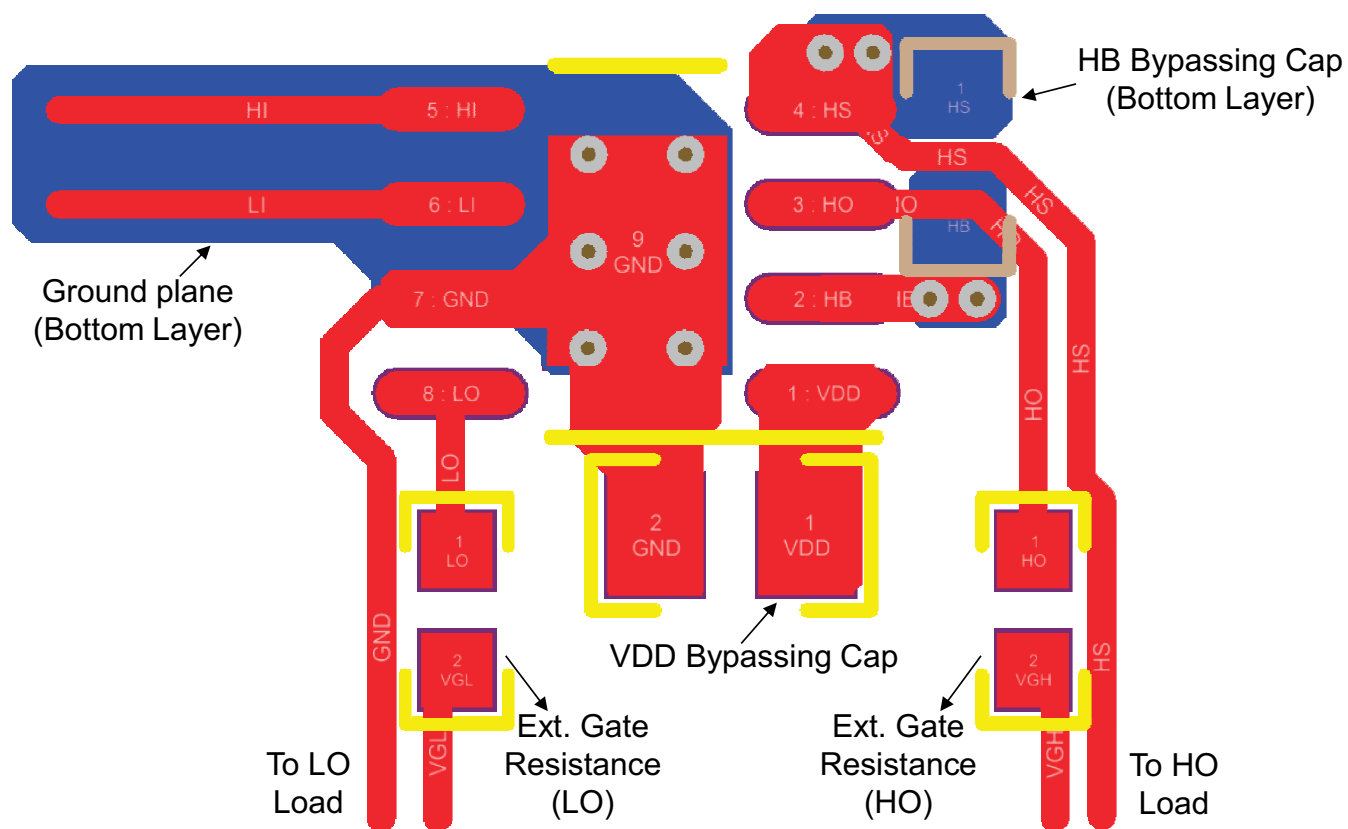 HB Bypassing Cap
(Bottom Layer)
HI
5 : HI
4 : HS
1
HS
HS
HS
HS
LI
6 : LI
3 : HO
HO
HO
HB
9
GND
Ground plane
(Bottom Layer)
7 : GND
2 : HB
HB
HS
HO
8 : LO
1 : VDD
LO
1
LO
2
GND
1
VDD
1
HO
GND
VDD Bypassing Cap
HS
2
VGL
2
VGH
Ext. Gate
Resistance
(LO)
Ext. Gate
Resistance
(HO)
VGL
VGH
To LO
Load
To HO
Load